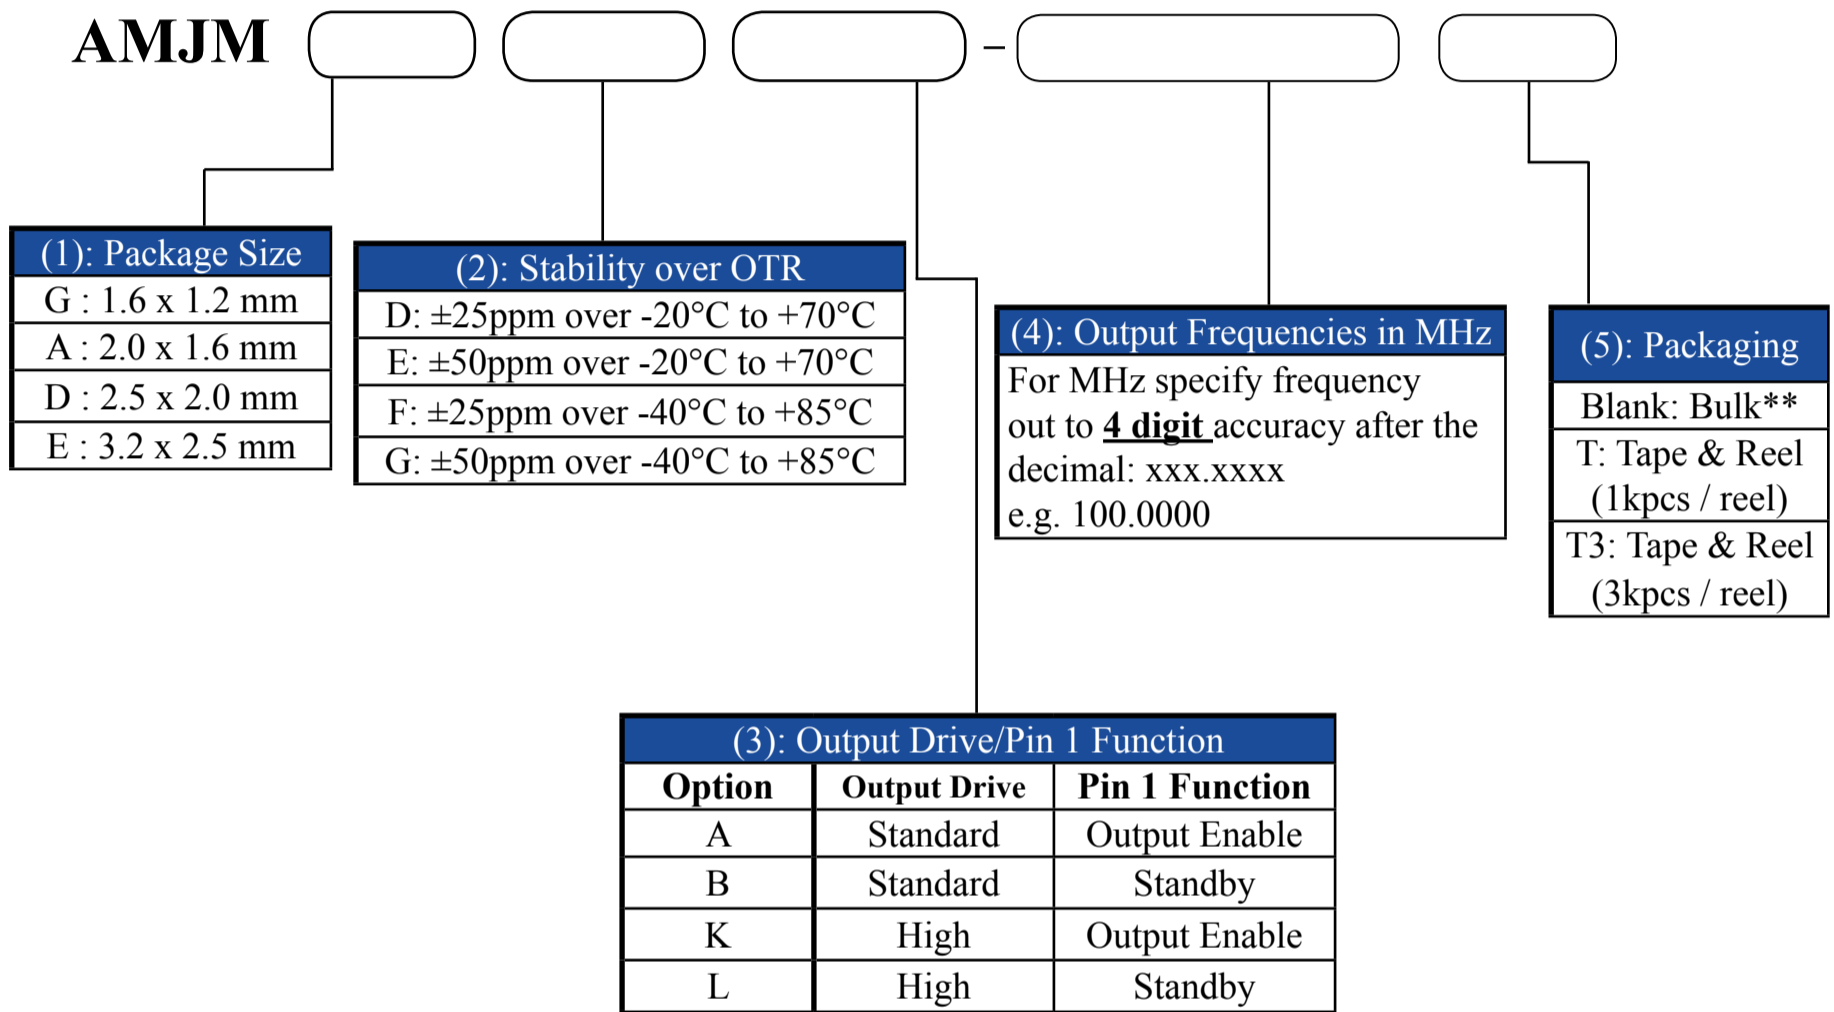 AMJM –
(1): Package Size
G : 1.6 x 1.2 mm
A : 2.0 x 1.6 mm
D : 2.5 x 2.0 mm
E : 3.2 x 2.5 mm
(2): Stability over OTR
D: ±25ppm over -20°C to +70°C
E: ±50ppm over -20°C to +70°C
F: ±25ppm over -40°C to +85°C
G: ±50ppm over -40°C to +85°C
(4): Output Frequencies in MHz
For MHz specify frequency
out to 4 digit accuracy after the
decimal: xxx.xxxx
e.g. 100.0000
(5): Packaging
Blank: Bulk**
T: Tape & Reel
(1kpcs / reel)
T3: Tape & Reel
(3kpcs / reel)
(3): Output Drive/Pin 1 Function
Option Output Drive Pin 1 Function
A Standard Output Enable
B Standard Standby
K High Output Enable
L High Standby